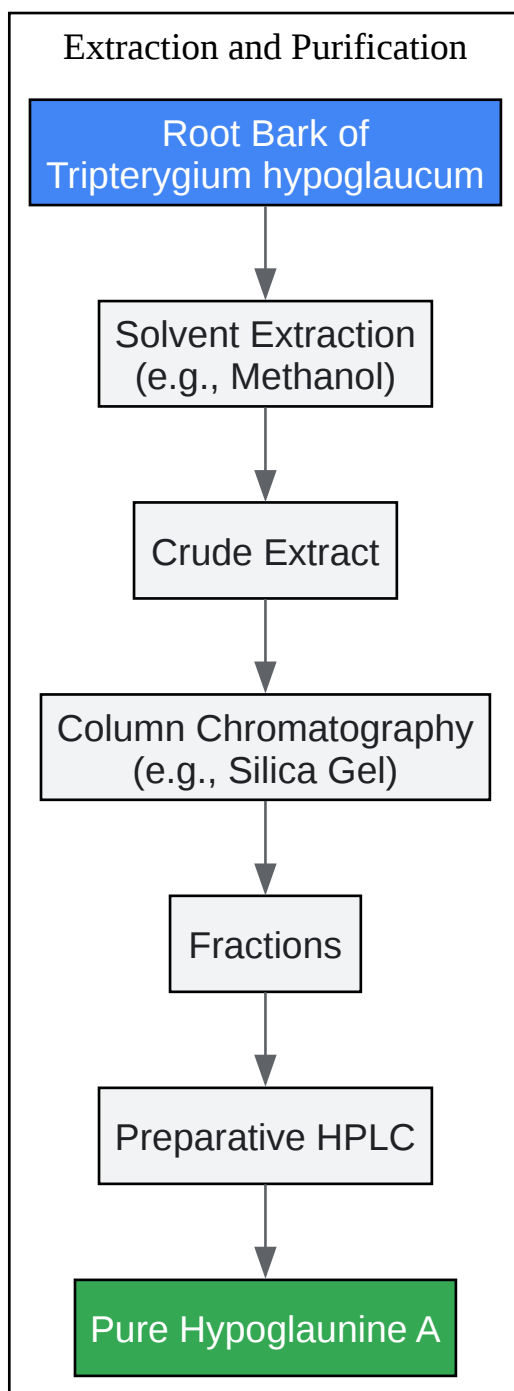 Extraction and Purification
Root Bark of
Tripterygium hypoglaucum
Solvent Extraction
(e.g., Methanol)
Crude Extract
Column Chromatography
(e.g., Silica Gel)
Fractions
Preparative HPLC
Pure Hypoglaunine A